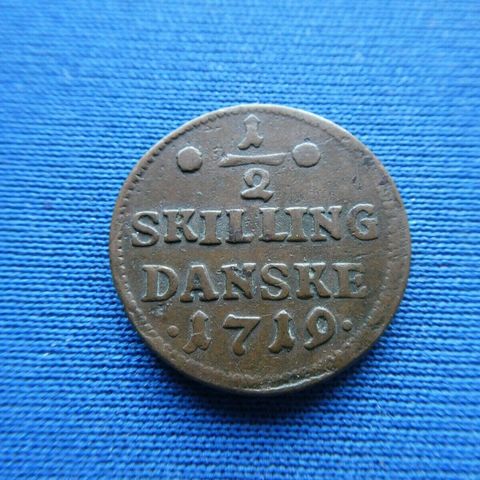 1/2
SKILLING
DANSKE
·1719·